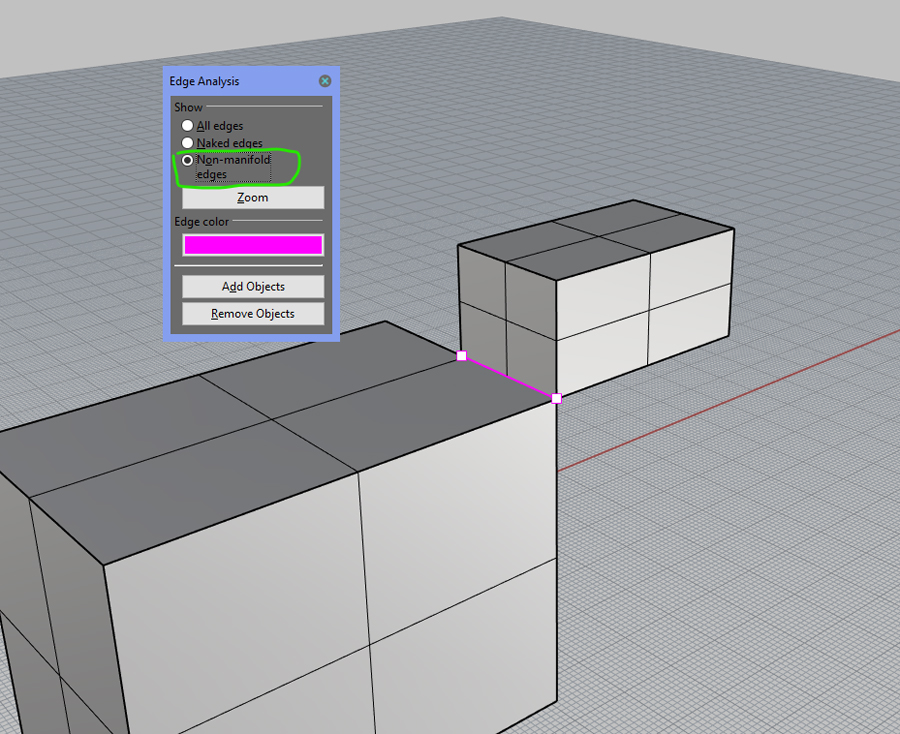 Edge Analysis
Show
All edges
Naked edges
Non-manifold
edges
Zoom
Edge color
Add Objects
Remove Objects